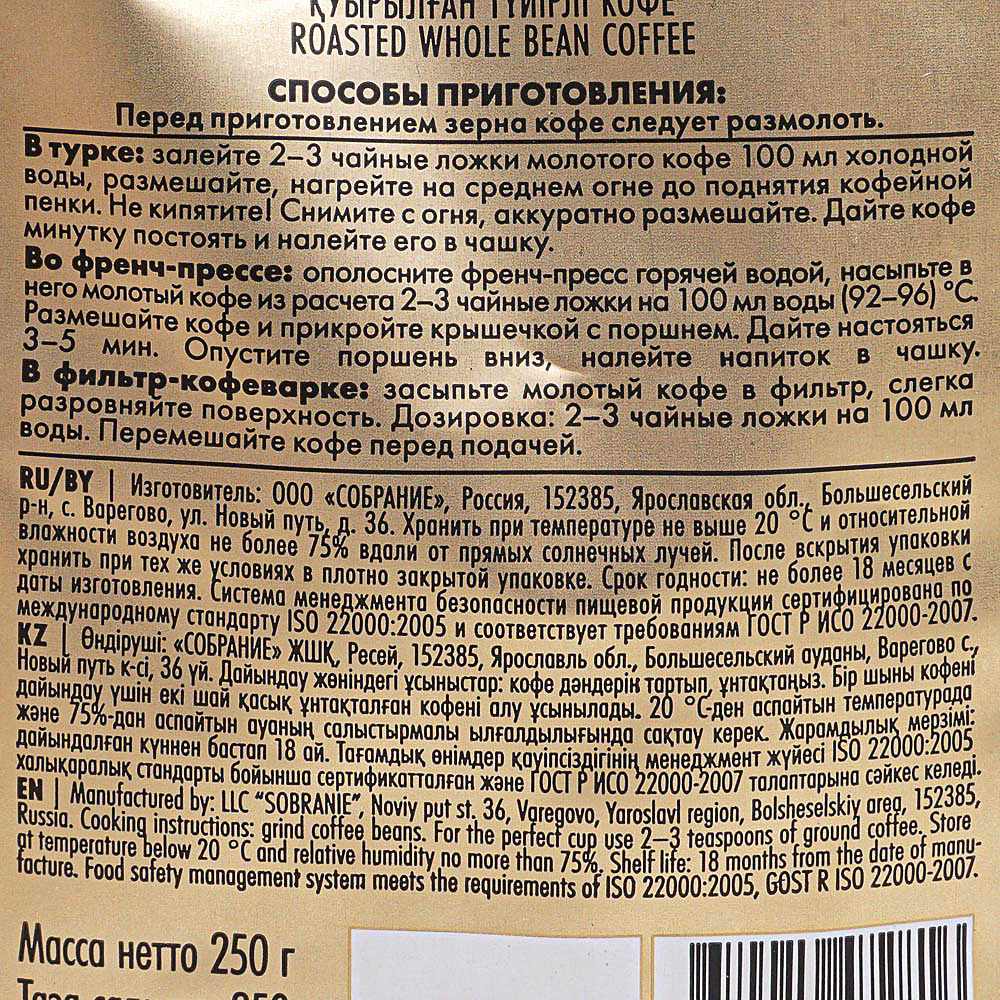 ҚУЫРЫЛҒАН ТҮЙІРЛІ КОФЕ
ROASTED WHOLE BEAN COFFEE
СПОСОБЫ ПРИГОТОВЛЕНИЯ:
Перед приготовлением зерна кофе следует размолоть.
В турке: залейте 2–3 чайные ложки молотого кофе 100 мл холодной
воды, размешайте, нагрейте на среднем огне до поднятия кофейной
пенки. Не кипятите! Снимите с огня, аккуратно размешайте. Дайте кофе
минутку постоять и налейте его в чашку.
Во френч-прессе: ополосните френч-пресс горячей водой, насыпьте в
него молотый кофе из расчета 2–3 чайные ложки на 100 мл воды (92–96) °С.
Размешайте кофе и прикройте крышечкой с поршнем. Дайте настояться
3–5 мин. Опустите поршень вниз, налейте напиток в чашку.
В фильтр-кофеварке: засыпьте молотый кофе в фильтр, слегка
разровняйте поверхность. Дозировка: 2–3 чайные ложки на 100 мл
воды. Перемешайте кофе перед подачей.
RU/BY | Изготовитель: ООО «СОБРАНИЕ», Россия, 152385, Ярославская обл., Большесельский
р-н, с. Варегово, ул. Новый путь, д. 36. Хранить при температуре не выше 20 °С и относительной
влажности воздуха не более 75% вдали от прямых солнечных лучей. После вскрытия упаковки
хранить при тех же условиях в плотно закрытой упаковке. Срок годности: не более 18 месяцев с
даты изготовления. Система менеджмента безопасности пищевой продукции сертифицирована по
международному стандарту ISO 22000:2005 и соответствует требованиям ГОСТ Р ИСО 22000-2007.
KZ | Өндіруші: «СОБРАНИЕ» ЖШҚ, Ресей, 152385, Ярославль обл., Большесельский ауданы, Варегово с.,
Новый путь к-сі, 36 үй. Дайындау жөніндегі ұсыныстар: кофе дәндерін тартып, ұнтақтаңыз. Бір шыны кофені
дайындау үшін екі шай қасық ұнтақталған кофені алу ұсынылады. 20 °С-ден аспайтын температурада
және 75%-дан аспайтын ауаның салыстырмалы ылғалдылығында сақтау керек. Жарамдылық мерзімі:
дайындалған күннен бастап 18 ай. Тағамдық өнімдер қауіпсіздігінің менеджмент жүйесі ISO 22000:2005
халықаралық стандарты бойынша сертификатталған және ГОСТ Р ИСО 22000-2007 талаптарына сәйкес келеді.
EN | Manufactured by: LLC “SOBRANIE”, Noviy put st. 36, Varegovo, Yaroslavl region, Bolsheselskiy area, 152385,
Russia. Cooking instructions: grind coffee beans. For the perfect cup use 2–3 teaspoons of ground coffee. Store
at temperature below 20 °C and relative humidity no more than 75%. Shelf life: 18 months from the date of manu-
facture. Food safety management system meets the requirements of ISO 22000:2005, GOST R ISO 22000-2007.
Масса нетто 250 г